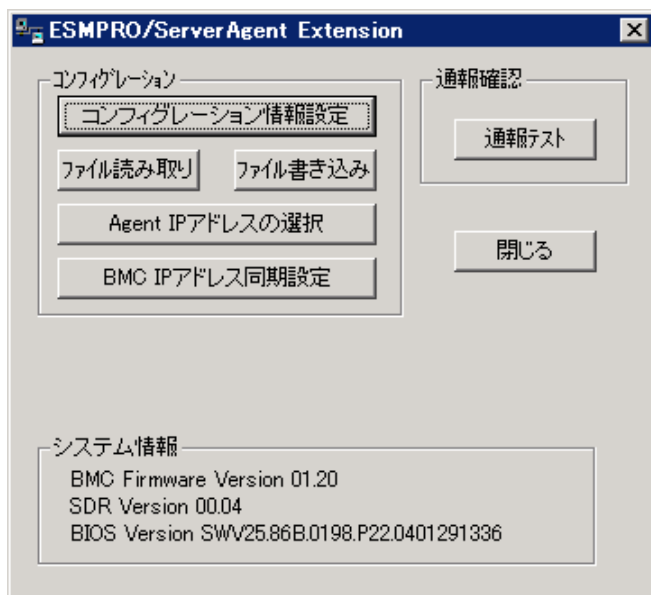 ESMPRO/ServerAgent Extension
コンフィグレーション
コンフィグレーション情報設定
ファイル読み取り
ファイル書き込み
Agent IPアドレスの選択
BMC IPアドレス同期設定
通報確認
通報テスト
閉じる
システム情報
BMC Firmware Version 01.20
SDR Version 00.04
BIOS Version SWV25.86B.0198.P22.0401291336